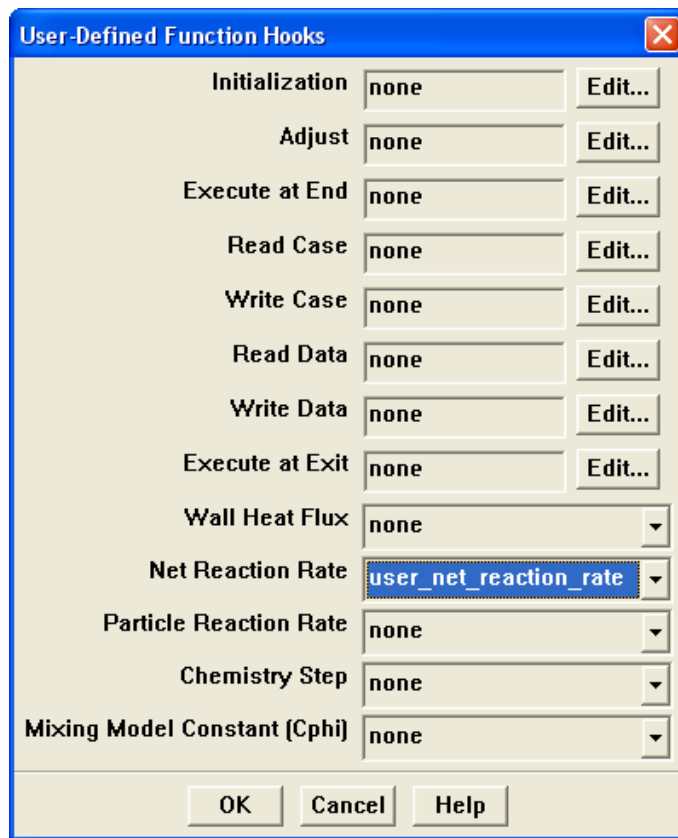 User-Defined Function Hooks
Initialization none Edit...
Adjust none Edit...
Execute at End none Edit...
Read Case none Edit...
Write Case none Edit...
Read Data none Edit...
Write Data none Edit...
Execute at Exit none Edit...
Wall Heat Flux none
Net Reaction Rate user_net_reaction_rate
Particle Reaction Rate none
Chemistry Step none
Mixing Model Constant (Cphi) none
OK Cancel Help